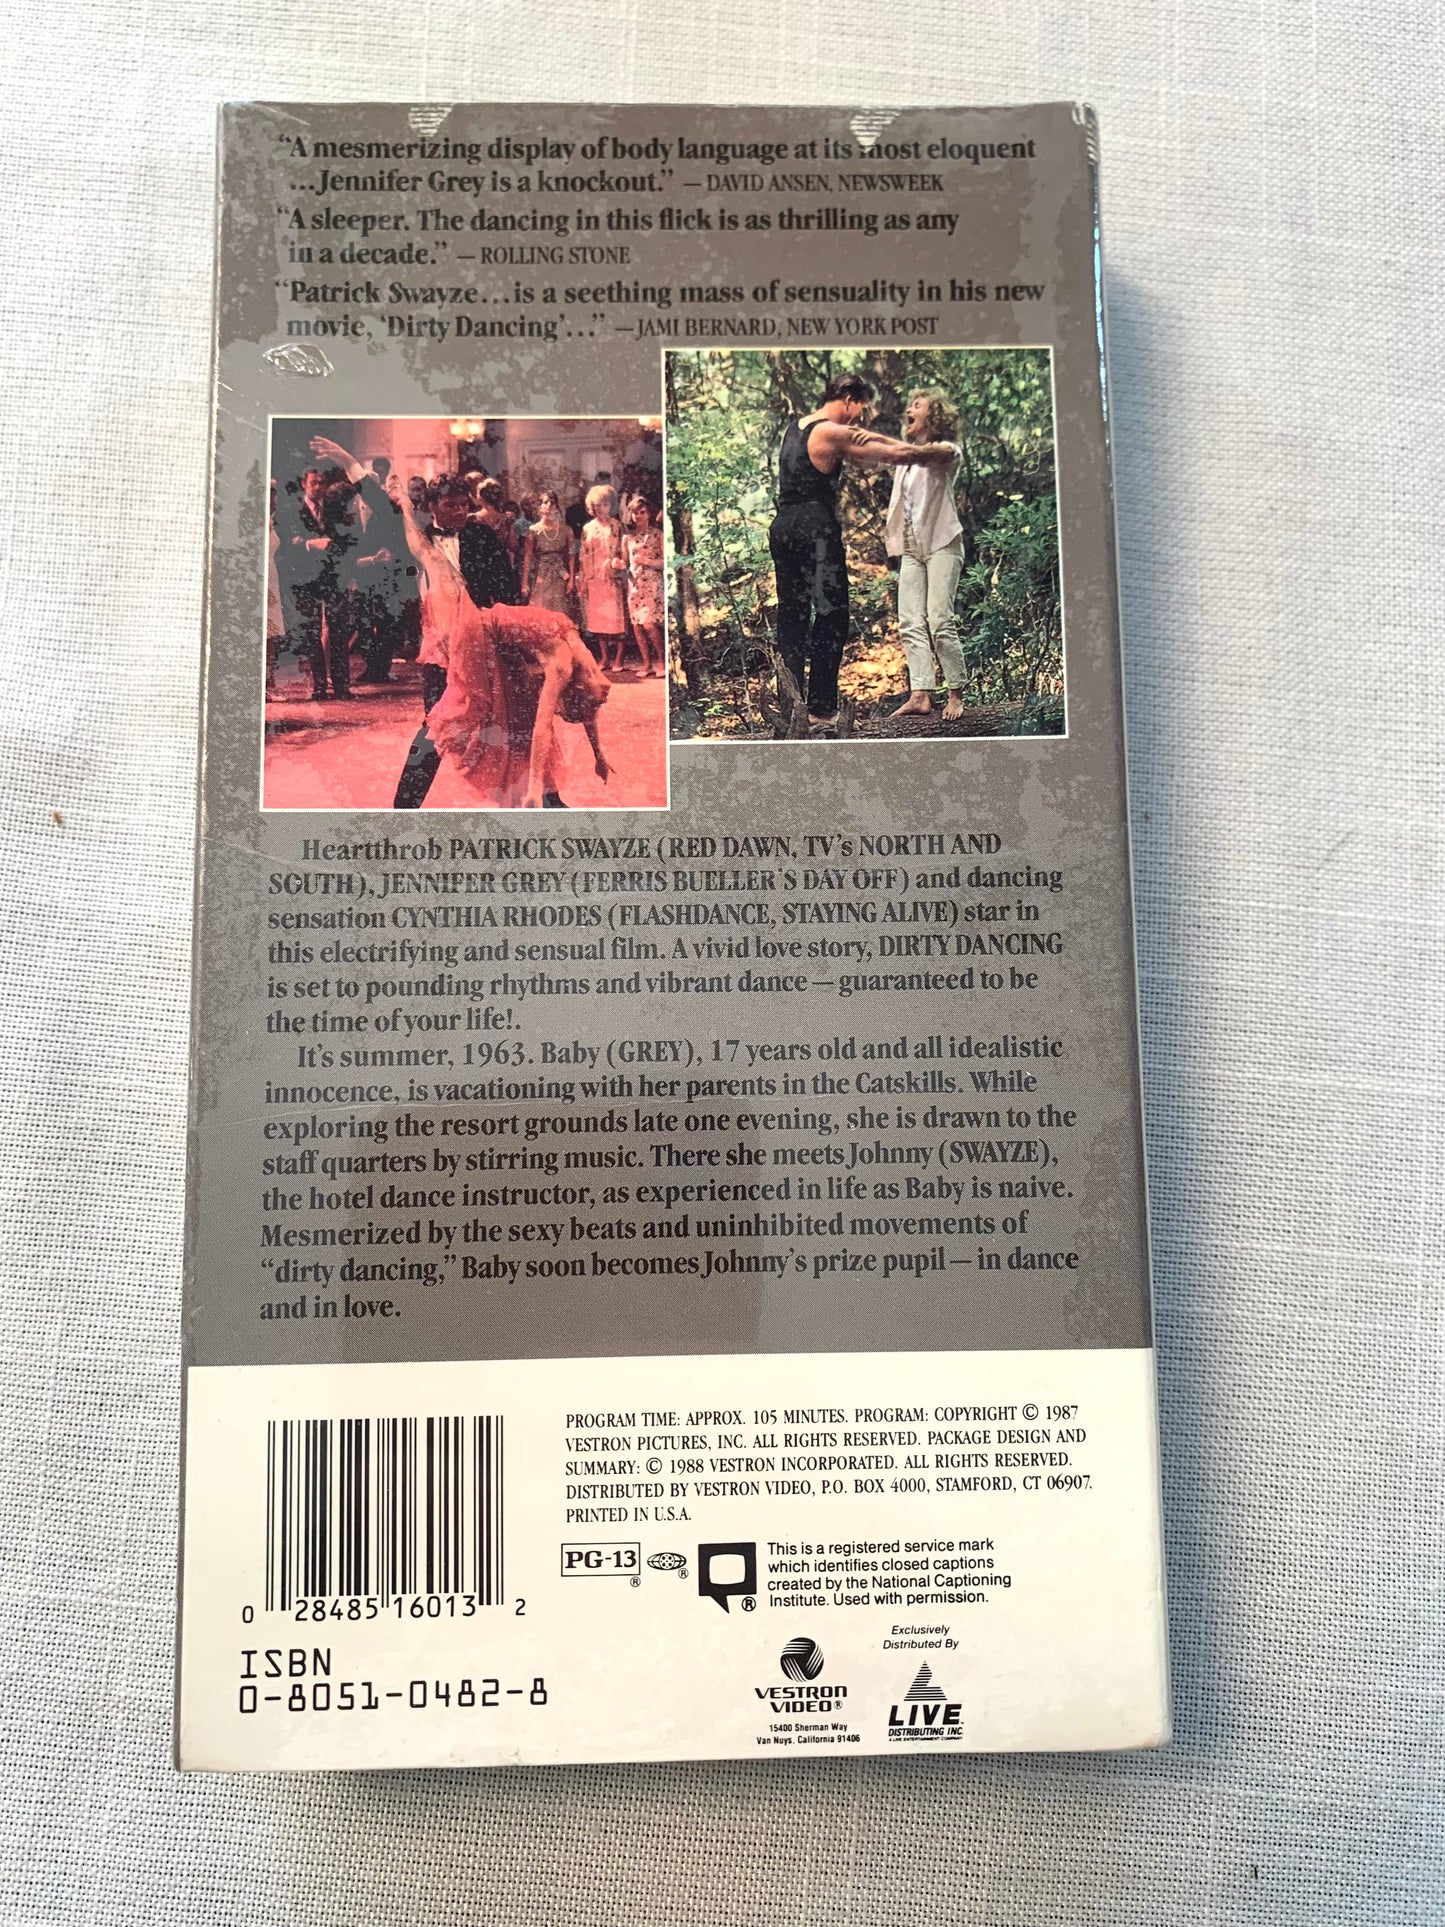 “A mesmerizing display of body language at its most eloquent
...Jennifer Grey is a knockout.” — DAVID ANSEN, NEWSWEEK
“A sleeper. The dancing in this flick is as thrilling as any
in a decade.” — ROLLING STONE
“Patrick Swayze...is a seething mass of sensuality in his new
movie, ‘Dirty Dancing’...” —JAMI BERNARD, NEW YORK POST
Heartthrob PATRICK SWAYZE (RED DAWN, TV's NORTH AND
SOUTH), JENNIFER GREY (FERRIS BUELLER'S DAY OFF) and dancing
sensation CYNTHIA RHODES (FLASHDANCE, STAYING ALIVE) star in
this electrifying and sensual film. A vivid love story, DIRTY DANCING
is set to pounding rhythms and vibrant dance — guaranteed to be
the time of your life!.
It's summer, 1963. Baby (GREY), 17 years old and all idealistic
innocence, is vacationing with her parents in the Catskills. While
exploring the resort grounds late one evening, she is drawn to the
staff quarters by stirring music. There she meets Johnny (SWAYZE),
the hotel dance instructor, as experienced in life as Baby is naive.
Mesmerized by the sexy beats and uninhibited movements of
“dirty dancing,” Baby soon becomes Johnny's prize pupil — in dance
and in love.
PROGRAM TIME: APPROX. 105 MINUTES. PROGRAM: COPYRIGHT © 1987
VESTRON PICTURES, INC. ALL RIGHTS RESERVED. PACKAGE DESIGN AND
SUMMARY: © 1988 VESTRON INCORPORATED. ALL RIGHTS RESERVED.
DISTRIBUTED BY VESTRON VIDEO, P.O. BOX 4000, STAMFORD, CT 06907.
PRINTED IN U.S.A.
PG-13 ® ®
This is a registered service mark
which identifies closed captions
created by the National Captioning
Institute. Used with permission.
®
0 28485 16013 2
ISBN
0-8051-0482-8
VESTRON
VIDEO®
15400 Sherman Way
Van Nuys, California 91406
Exclusively
Distributed By
LIVE
DISTRIBUTING INC.
A LIVE ENTERTAINMENT COMPANY